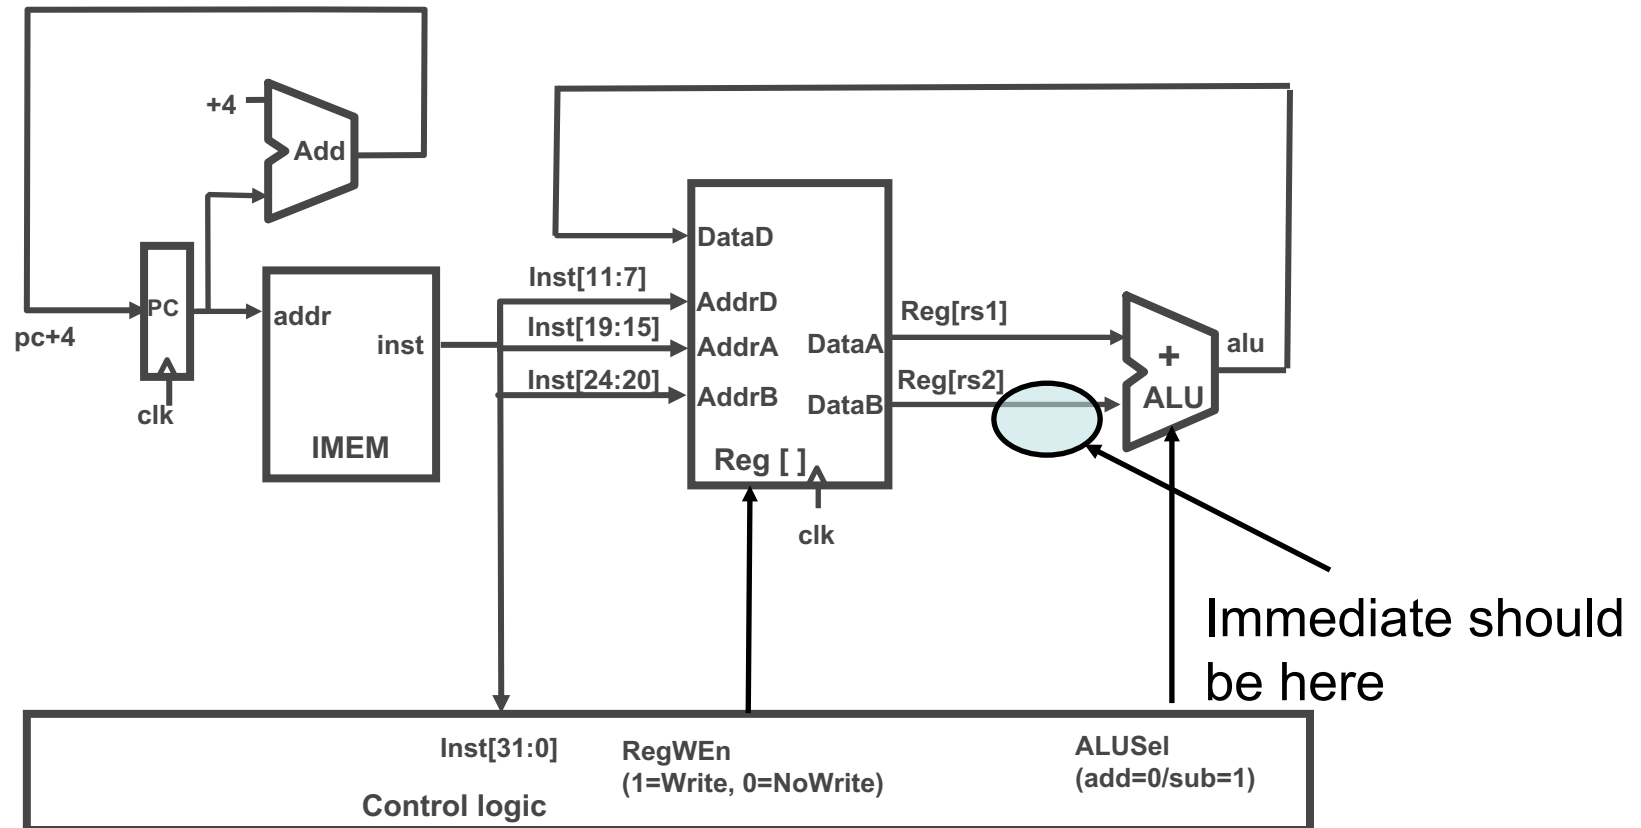 +4
Add
pc+4
PC
clk
addr
inst
IMEM
Inst[11:7]
Inst[19:15]
Inst[24:20]
DataD
AddrD
AddrA
AddrB
DataA
DataB
Reg [ ]
clk
Reg[rs1]
Reg[rs2]
+
ALU
alu
Immediate should
be here
Inst[31:0]
RegWEn
(1=Write, 0=NoWrite)
ALUSel
(add=0/sub=1)
Control logic